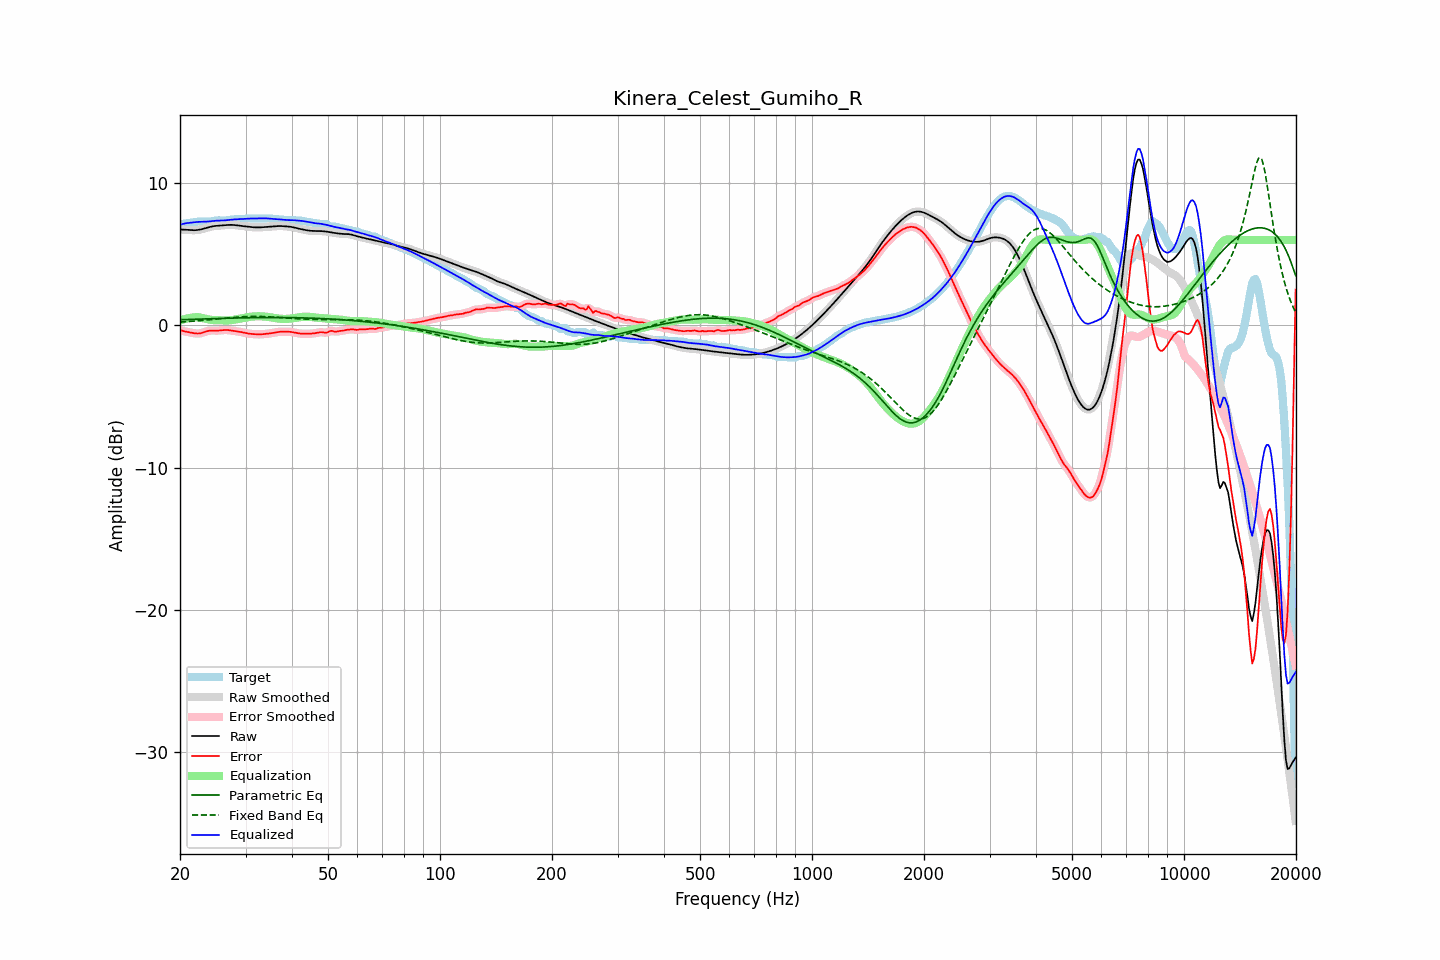 Kinera_Celest_Gumiho_R
Amplitude (dBr)
10
0
−10
−20
−30
Target
Raw Smoothed
Error Smoothed
Raw
Error
Equalization
Parametric Eq
Fixed Band Eq
Equalized
20 50 100 200 500 1000 2000 5000 10000 20000
Frequency (Hz)